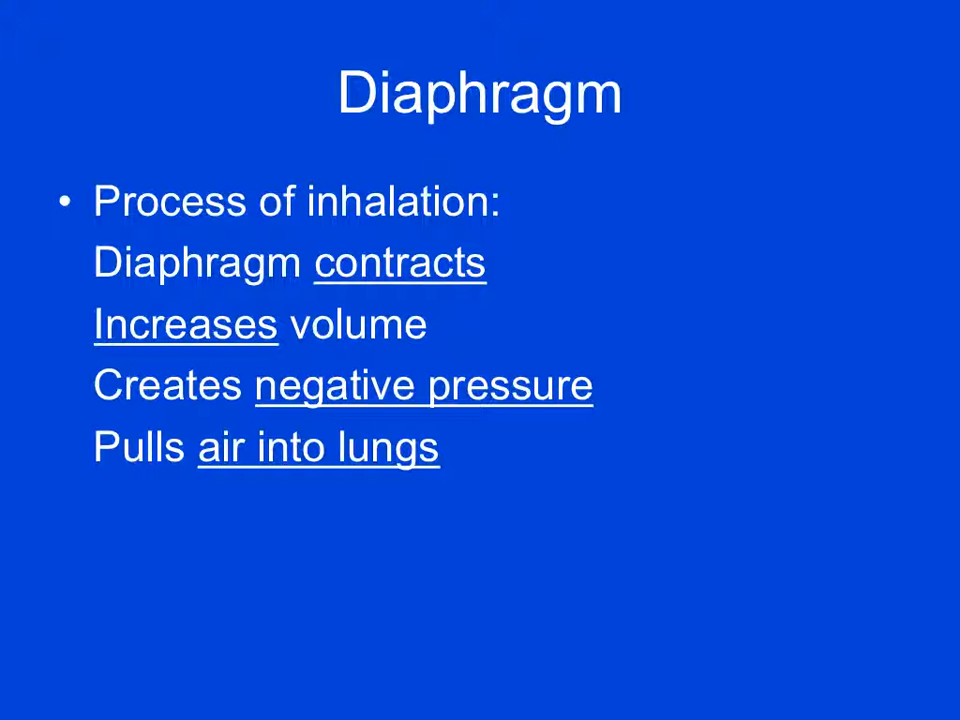 Diaphragm
• Process of inhalation:
Diaphragm contracts
Increases volume
Creates negative pressure
Pulls air into lungs